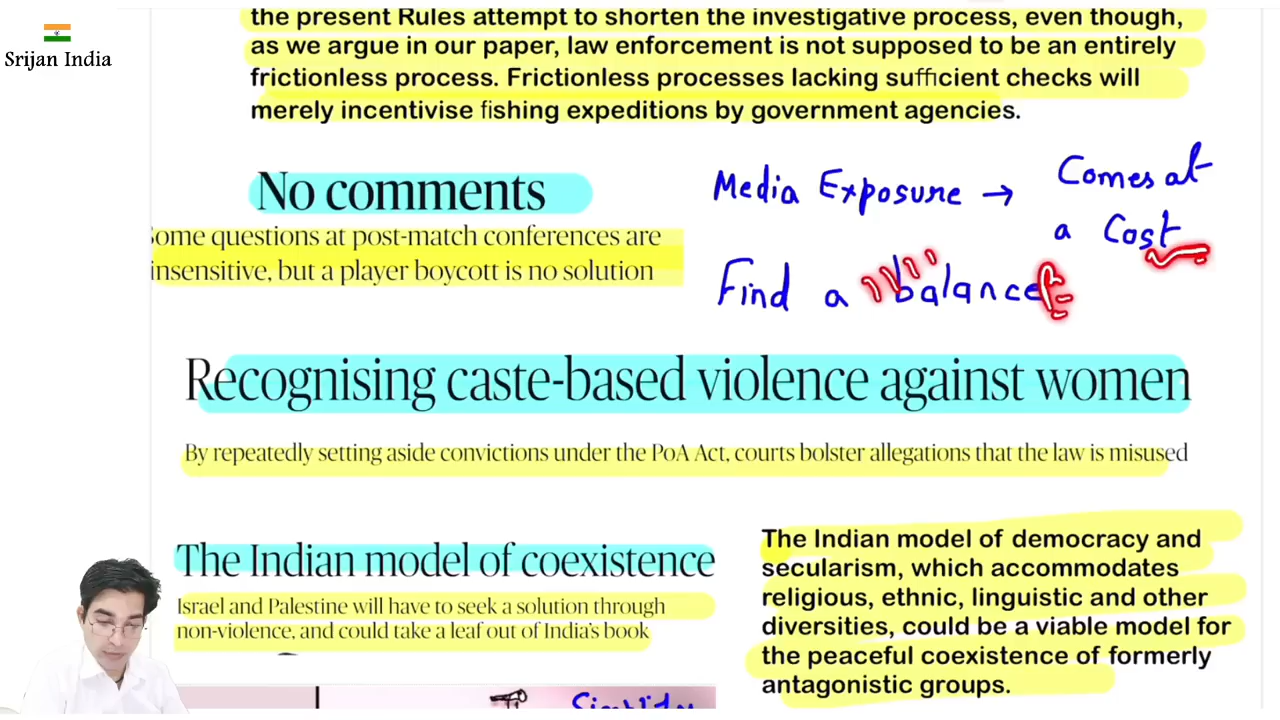 Srijan India
the present Rules attempt to shorten the investigative process, even though,
as we argue in our paper, law enforcement is not supposed to be an entirely
frictionless process. Frictionless processes lacking sufficient checks will
merely incentivise fishing expeditions by government agencies.
No comments
Some questions at post-match conferences are
insensitive, but a player boycott is no solution
Media Exposure → Comes at
a Cost
Find a balance
Recognising caste-based violence against women
By repeatedly setting aside convictions under the PoA Act, courts bolster allegations that the law is misused
The Indian model of coexistence
Israel and Palestine will have to seek a solution through
non-violence, and could take a leaf out of India's book
The Indian model of democracy and
secularism, which accommodates
religious, ethnic, linguistic and other
diversities, could be a viable model for
the peaceful coexistence of formerly
antagonistic groups.